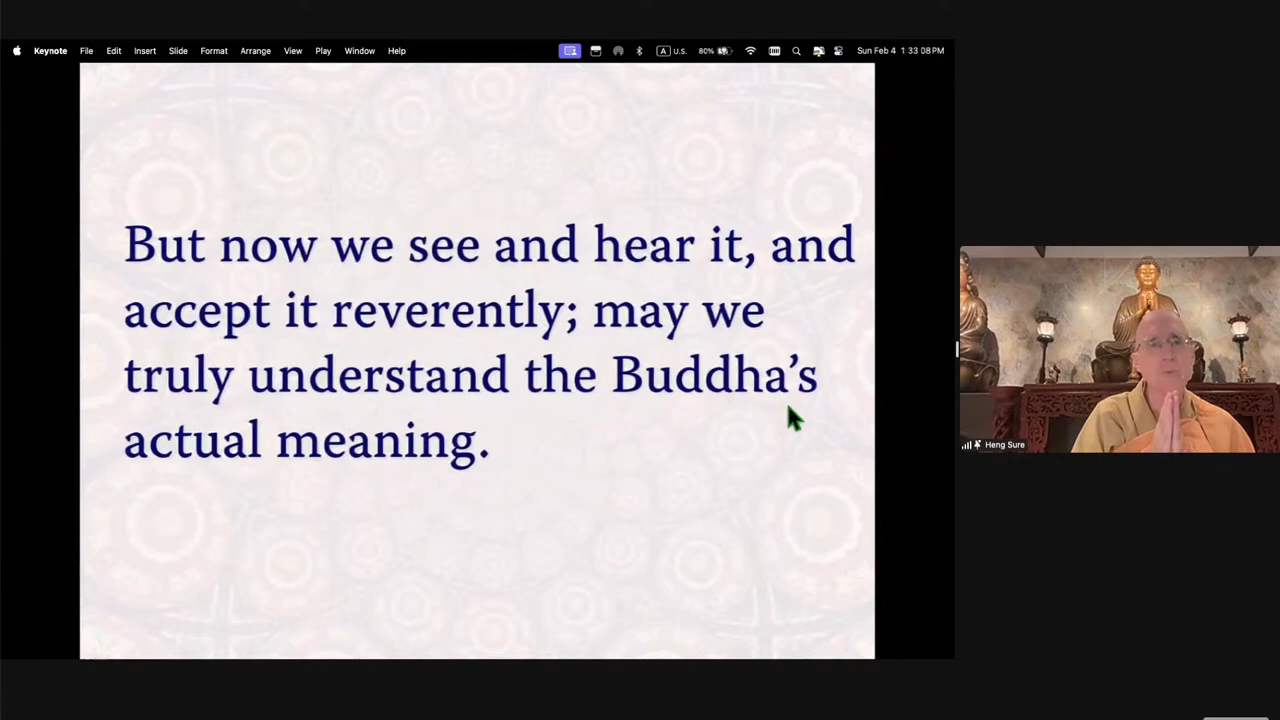 Keynote File Edit Insert Slide Format Arrange View Play Window Help A U.S. 80% Sun Feb 4 1 33 08 PM
But now we see and hear it, and
accept it reverently; may we
truly understand the Buddha’s
actual meaning.
Heng Sure